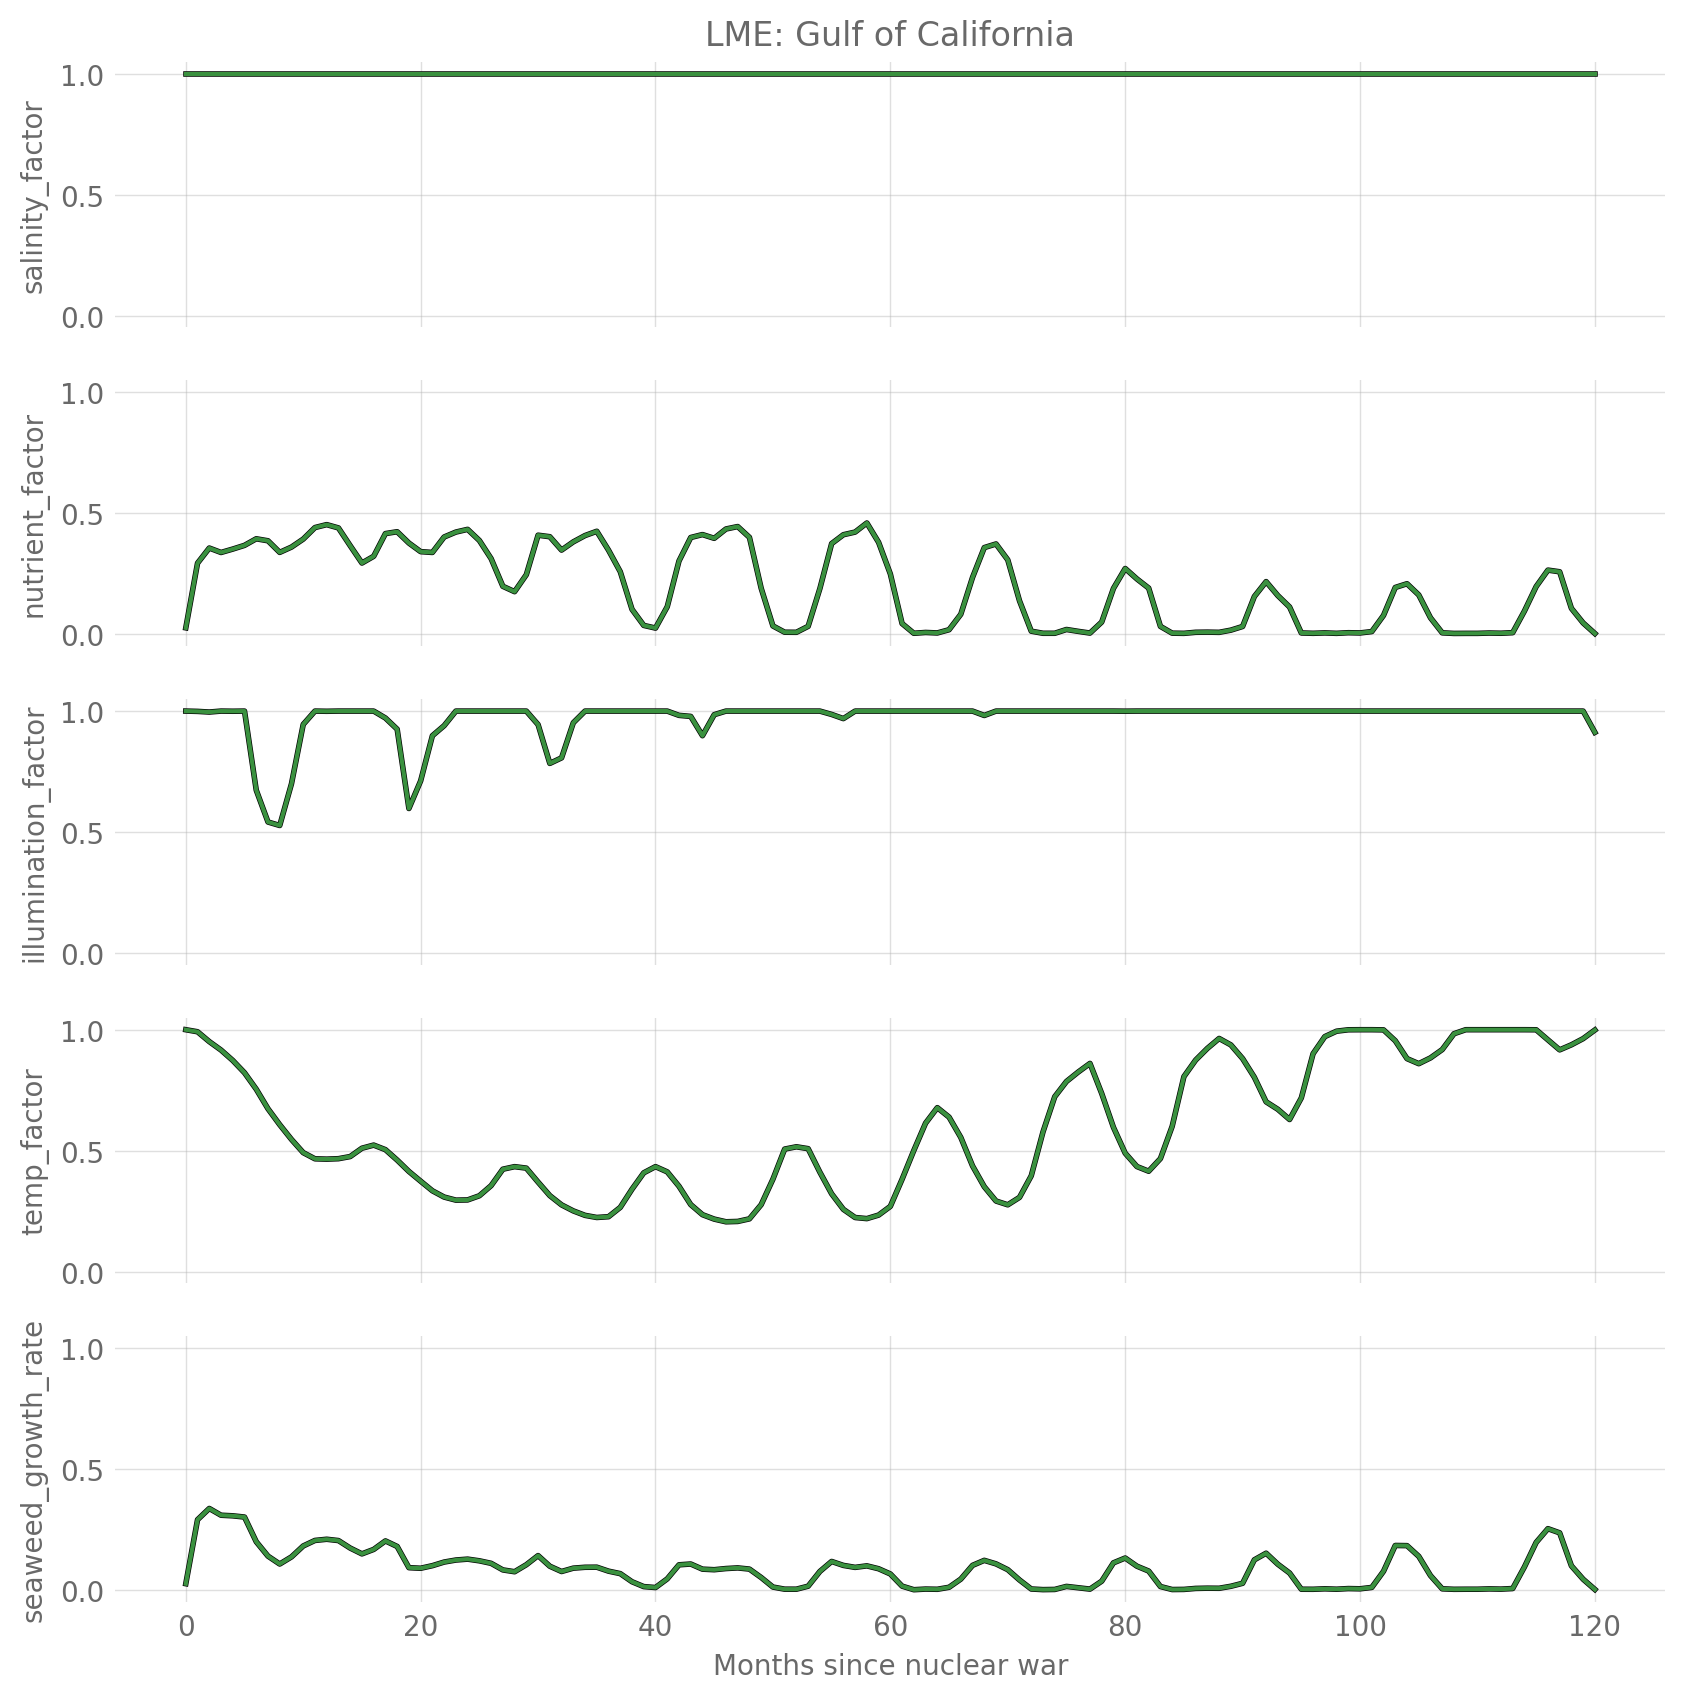 LME: Gulf of California
salinity_factor
1.0
0.5
0.0
nutrient_factor
1.0
0.5
0.0
illumination_factor
1.0
0.5
0.0
temp_factor
1.0
0.5
0.0
seaweed_growth_rate
1.0
0.5
0.0
0 20 40 60 80 100 120
Months since nuclear war